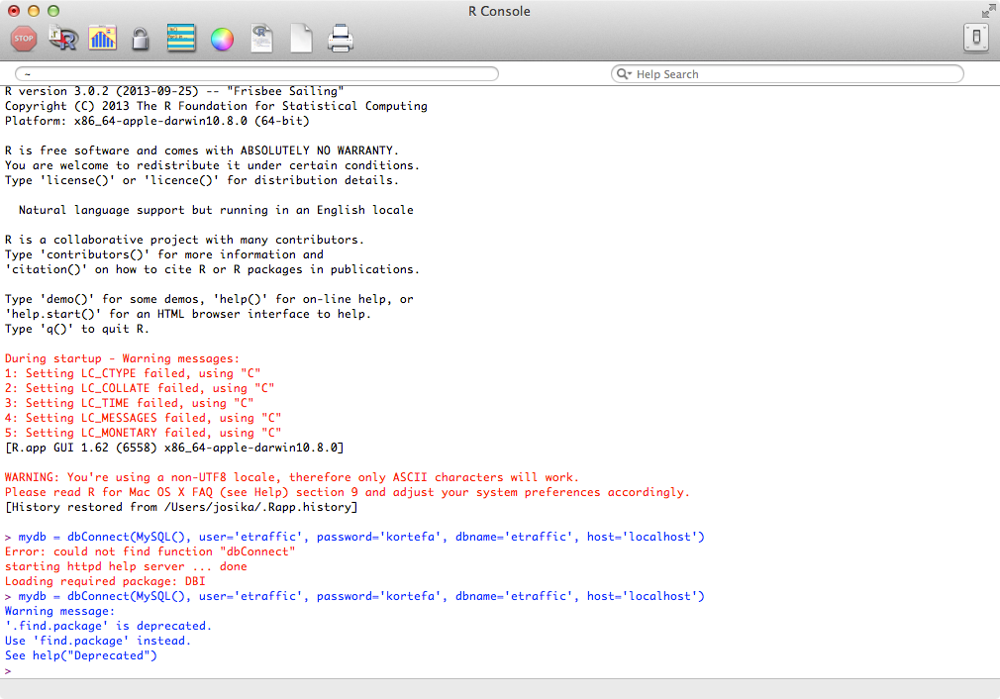 R Console
STOP
R
~
Help Search
R version 3.0.2 (2013-09-25) -- "Frisbee Sailing"
Copyright (C) 2013 The R Foundation for Statistical Computing
Platform: x86_64-apple-darwin10.8.0 (64-bit)
R is free software and comes with ABSOLUTELY NO WARRANTY.
You are welcome to redistribute it under certain conditions.
Type 'license()' or 'licence()' for distribution details.
Natural language support but running in an English locale
R is a collaborative project with many contributors.
Type 'contributors()' for more information and
'citation()' on how to cite R or R packages in publications.
Type 'demo()' for some demos, 'help()' for on-line help, or
'help.start()' for an HTML browser interface to help.
Type 'q()' to quit R.
During startup - Warning messages:
1: Setting LC_CTYPE failed, using "C"
2: Setting LC_COLLATE failed, using "C"
3: Setting LC_TIME failed, using "C"
4: Setting LC_MESSAGES failed, using "C"
5: Setting LC_MONETARY failed, using "C"
[R.app GUI 1.62 (6558) x86_64-apple-darwin10.8.0]
WARNING: You're using a non-UTF8 locale, therefore only ASCII characters will work.
Please read R for Mac OS X FAQ (see Help) section 9 and adjust your system preferences accordingly.
[History restored from /Users/josika/.Rapp.history]
> mydb = dbConnect(MySQL(), user='etraffic', password='kortefa', dbname='etraffic', host='localhost')
Error: could not find function "dbConnect"
starting httpd help server ... done
Loading required package: DBI
> mydb = dbConnect(MySQL(), user='etraffic', password='kortefa', dbname='etraffic', host='localhost')
Warning message:
'.find.package' is deprecated.
Use 'find.package' instead.
See help("Deprecated")
>